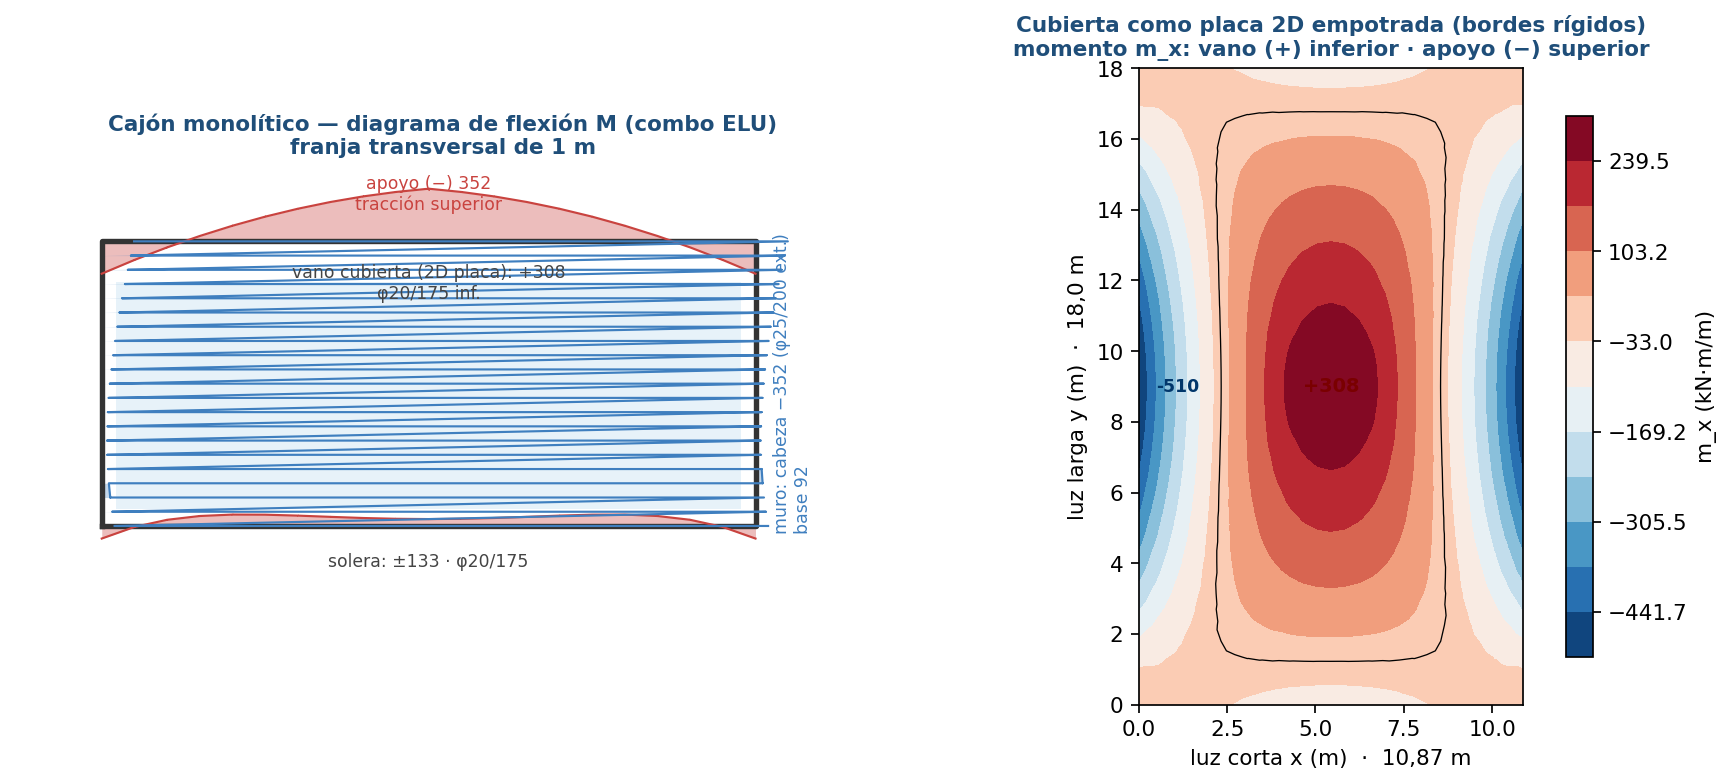 Cajón monolítico — diagrama de flexión M (combo ELU)
franja transversal de 1 m
apoyo (−) 352
tracción superior
vano cubierta (2D placa): +308
φ20/175 inf.
muro: cabeza −352 (φ25/200 ext.)
base 92
solera: ±133 · φ20/175
Cubierta como placa 2D empotrada (bordes rígidos)
momento m_x: vano (+) inferior · apoyo (−) superior
18
16
14
12
10
8
6
4
2
0
luz larga y (m) · 18,0 m
-510
+308
0.0
2.5
5.0
7.5
10.0
luz corta x (m) · 10,87 m
239.5
103.2
−33.0
−169.2
−305.5
−441.7
m_x (kN·m/m)